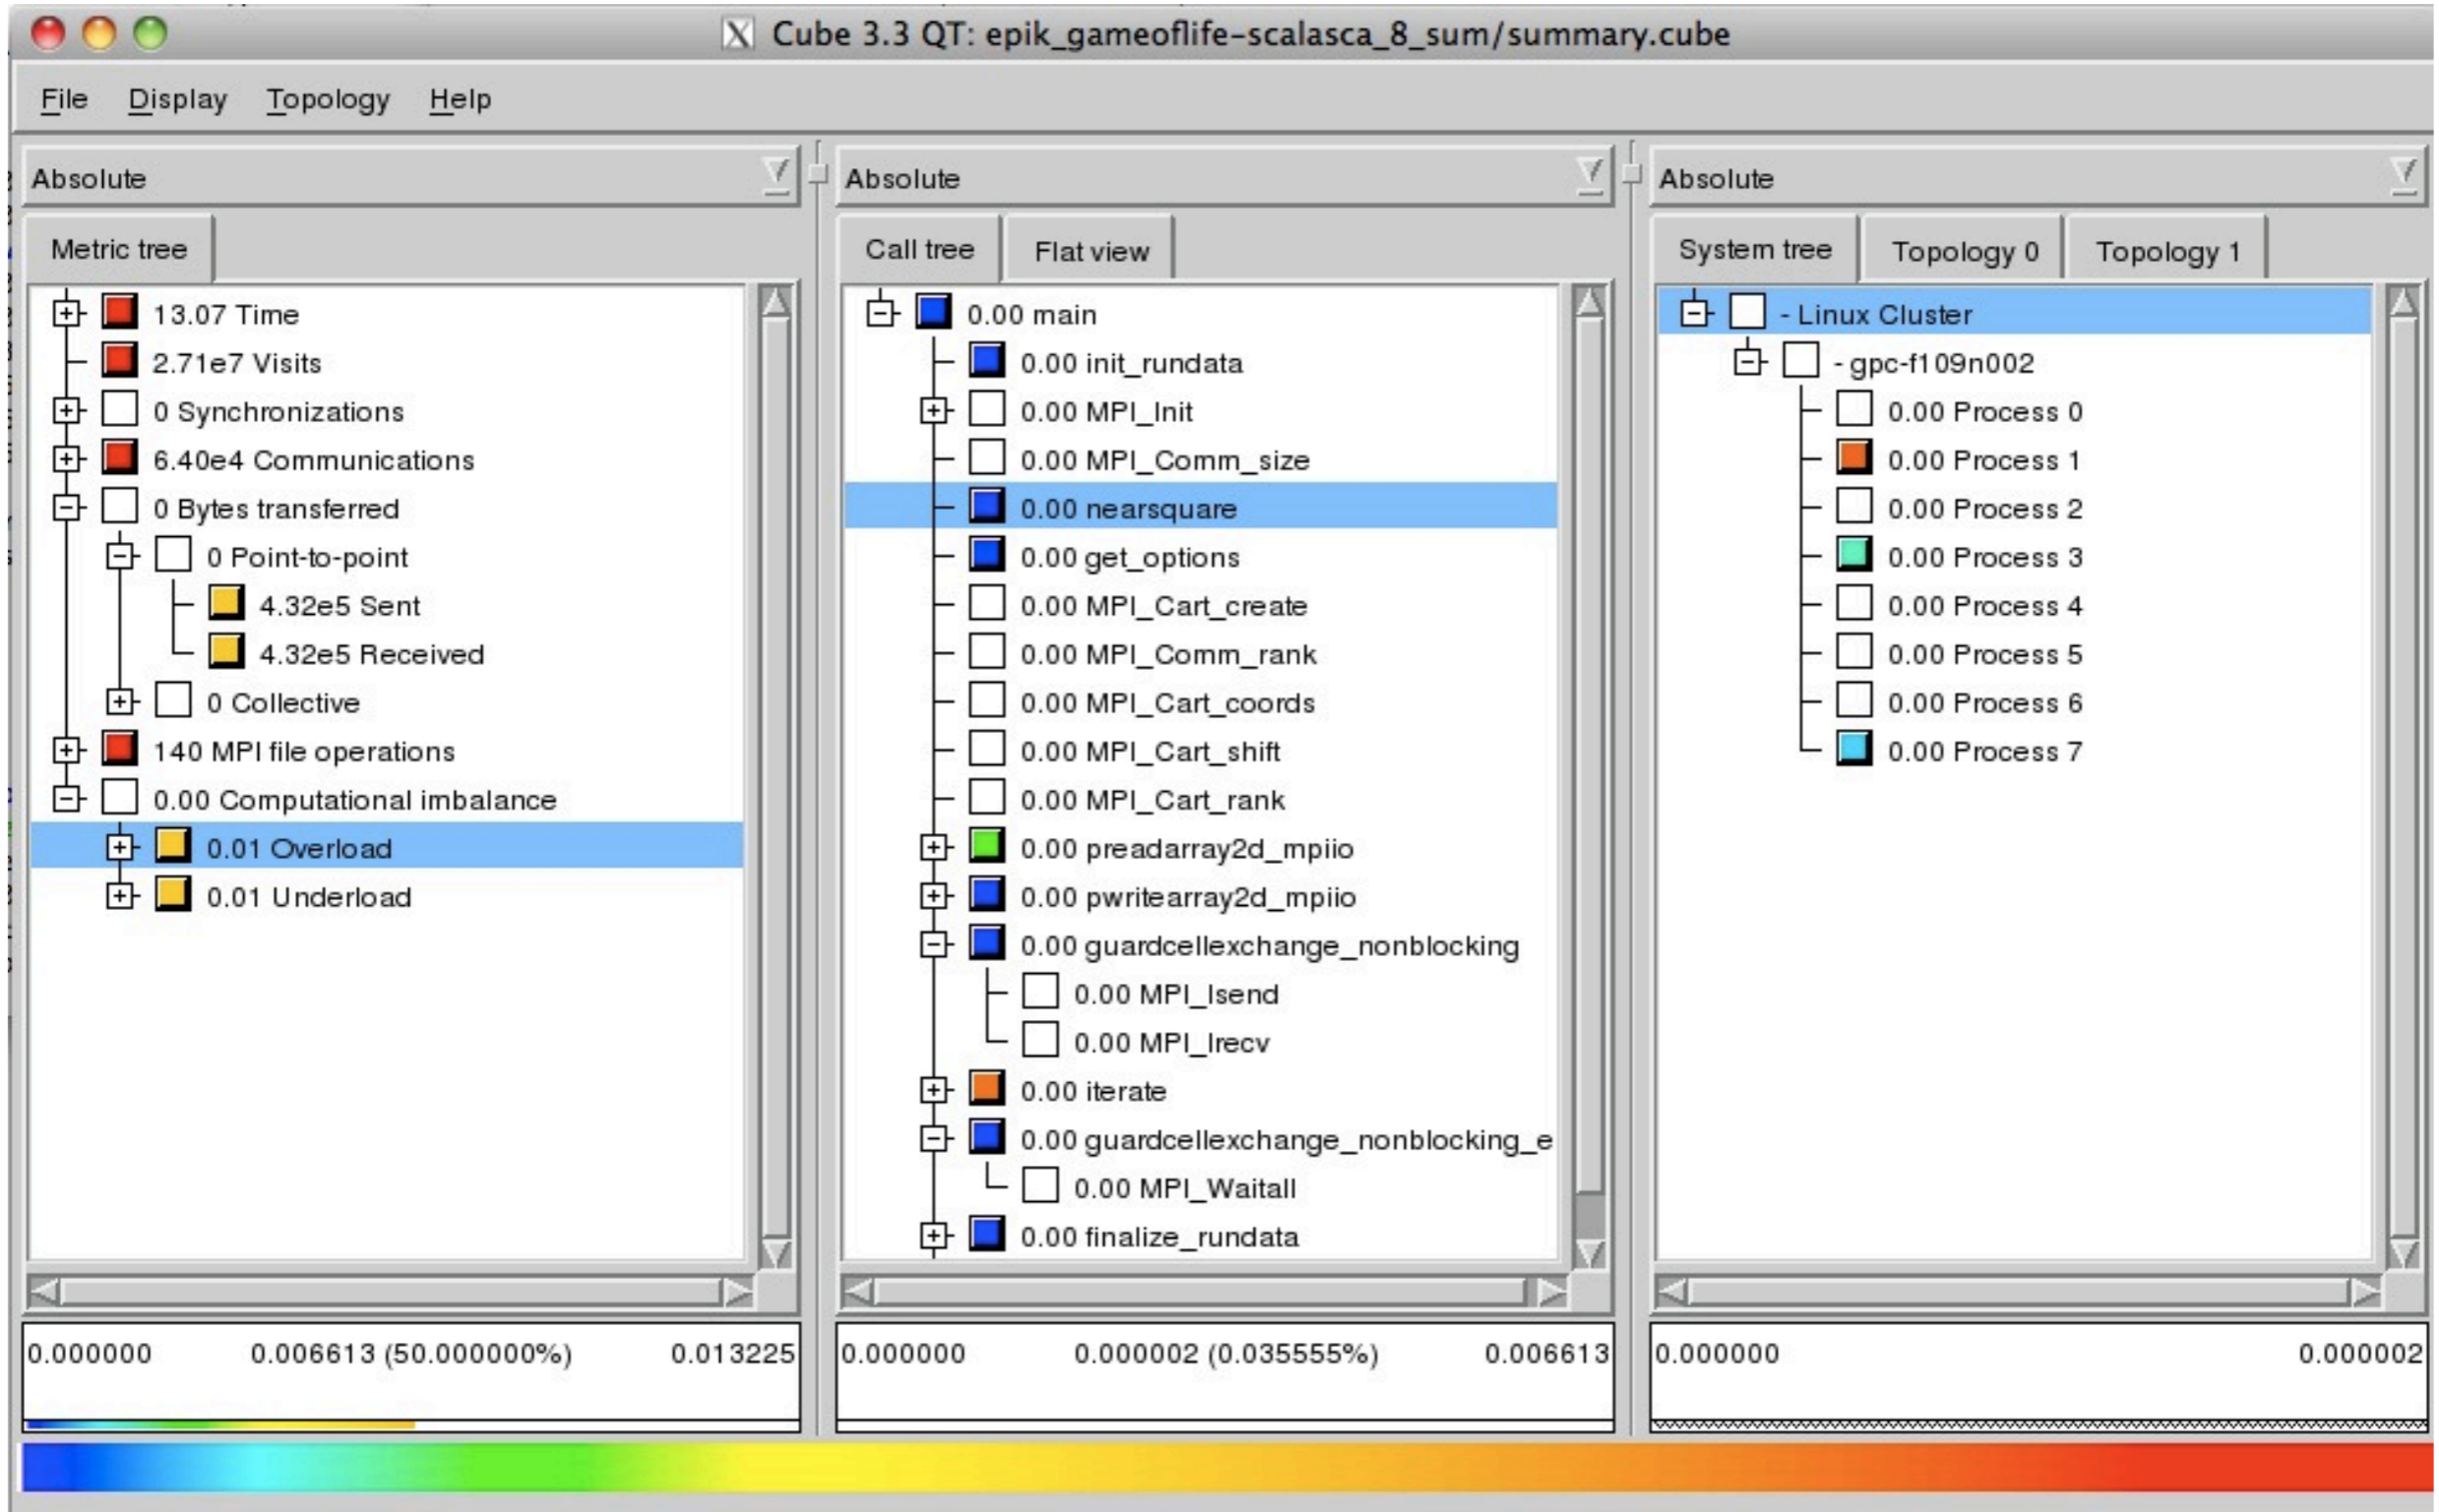 X Cube 3.3 QT: epik_gameoflife-scalasca_8_sum/summary.cube
File Display Topology Help
Absolute
Metric tree
13.07 Time
2.71e7 Visits
0 Synchronizations
6.40e4 Communications
0 Bytes transferred
0 Point-to-point
4.32e5 Sent
4.32e5 Received
0 Collective
140 MPI file operations
0.00 Computational imbalance
0.01 Overload
0.01 Underload
0.000000 0.006613 (50.000000%) 0.013225
Absolute
Call tree Flat view
0.00 main
0.00 init_rundata
0.00 MPI_Init
0.00 MPI_Comm_size
0.00 nearsquare
0.00 get_options
0.00 MPI_Cart_create
0.00 MPI_Comm_rank
0.00 MPI_Cart_coords
0.00 MPI_Cart_shift
0.00 MPI_Cart_rank
0.00 preadarray2d_mpiio
0.00 pwritearray2d_mpiio
0.00 guardcellexchange_nonblocking
0.00 MPI_Isend
0.00 MPI_Irecv
0.00 iterate
0.00 guardcellexchange_nonblocking_e
0.00 MPI_Waitall
0.00 finalize_rundata
0.000000 0.000002 (0.035555%) 0.006613
Absolute
System tree Topology 0 Topology 1
- Linux Cluster
- gpc-f109n002
0.00 Process 0
0.00 Process 1
0.00 Process 2
0.00 Process 3
0.00 Process 4
0.00 Process 5
0.00 Process 6
0.00 Process 7
0.000000 0.000002